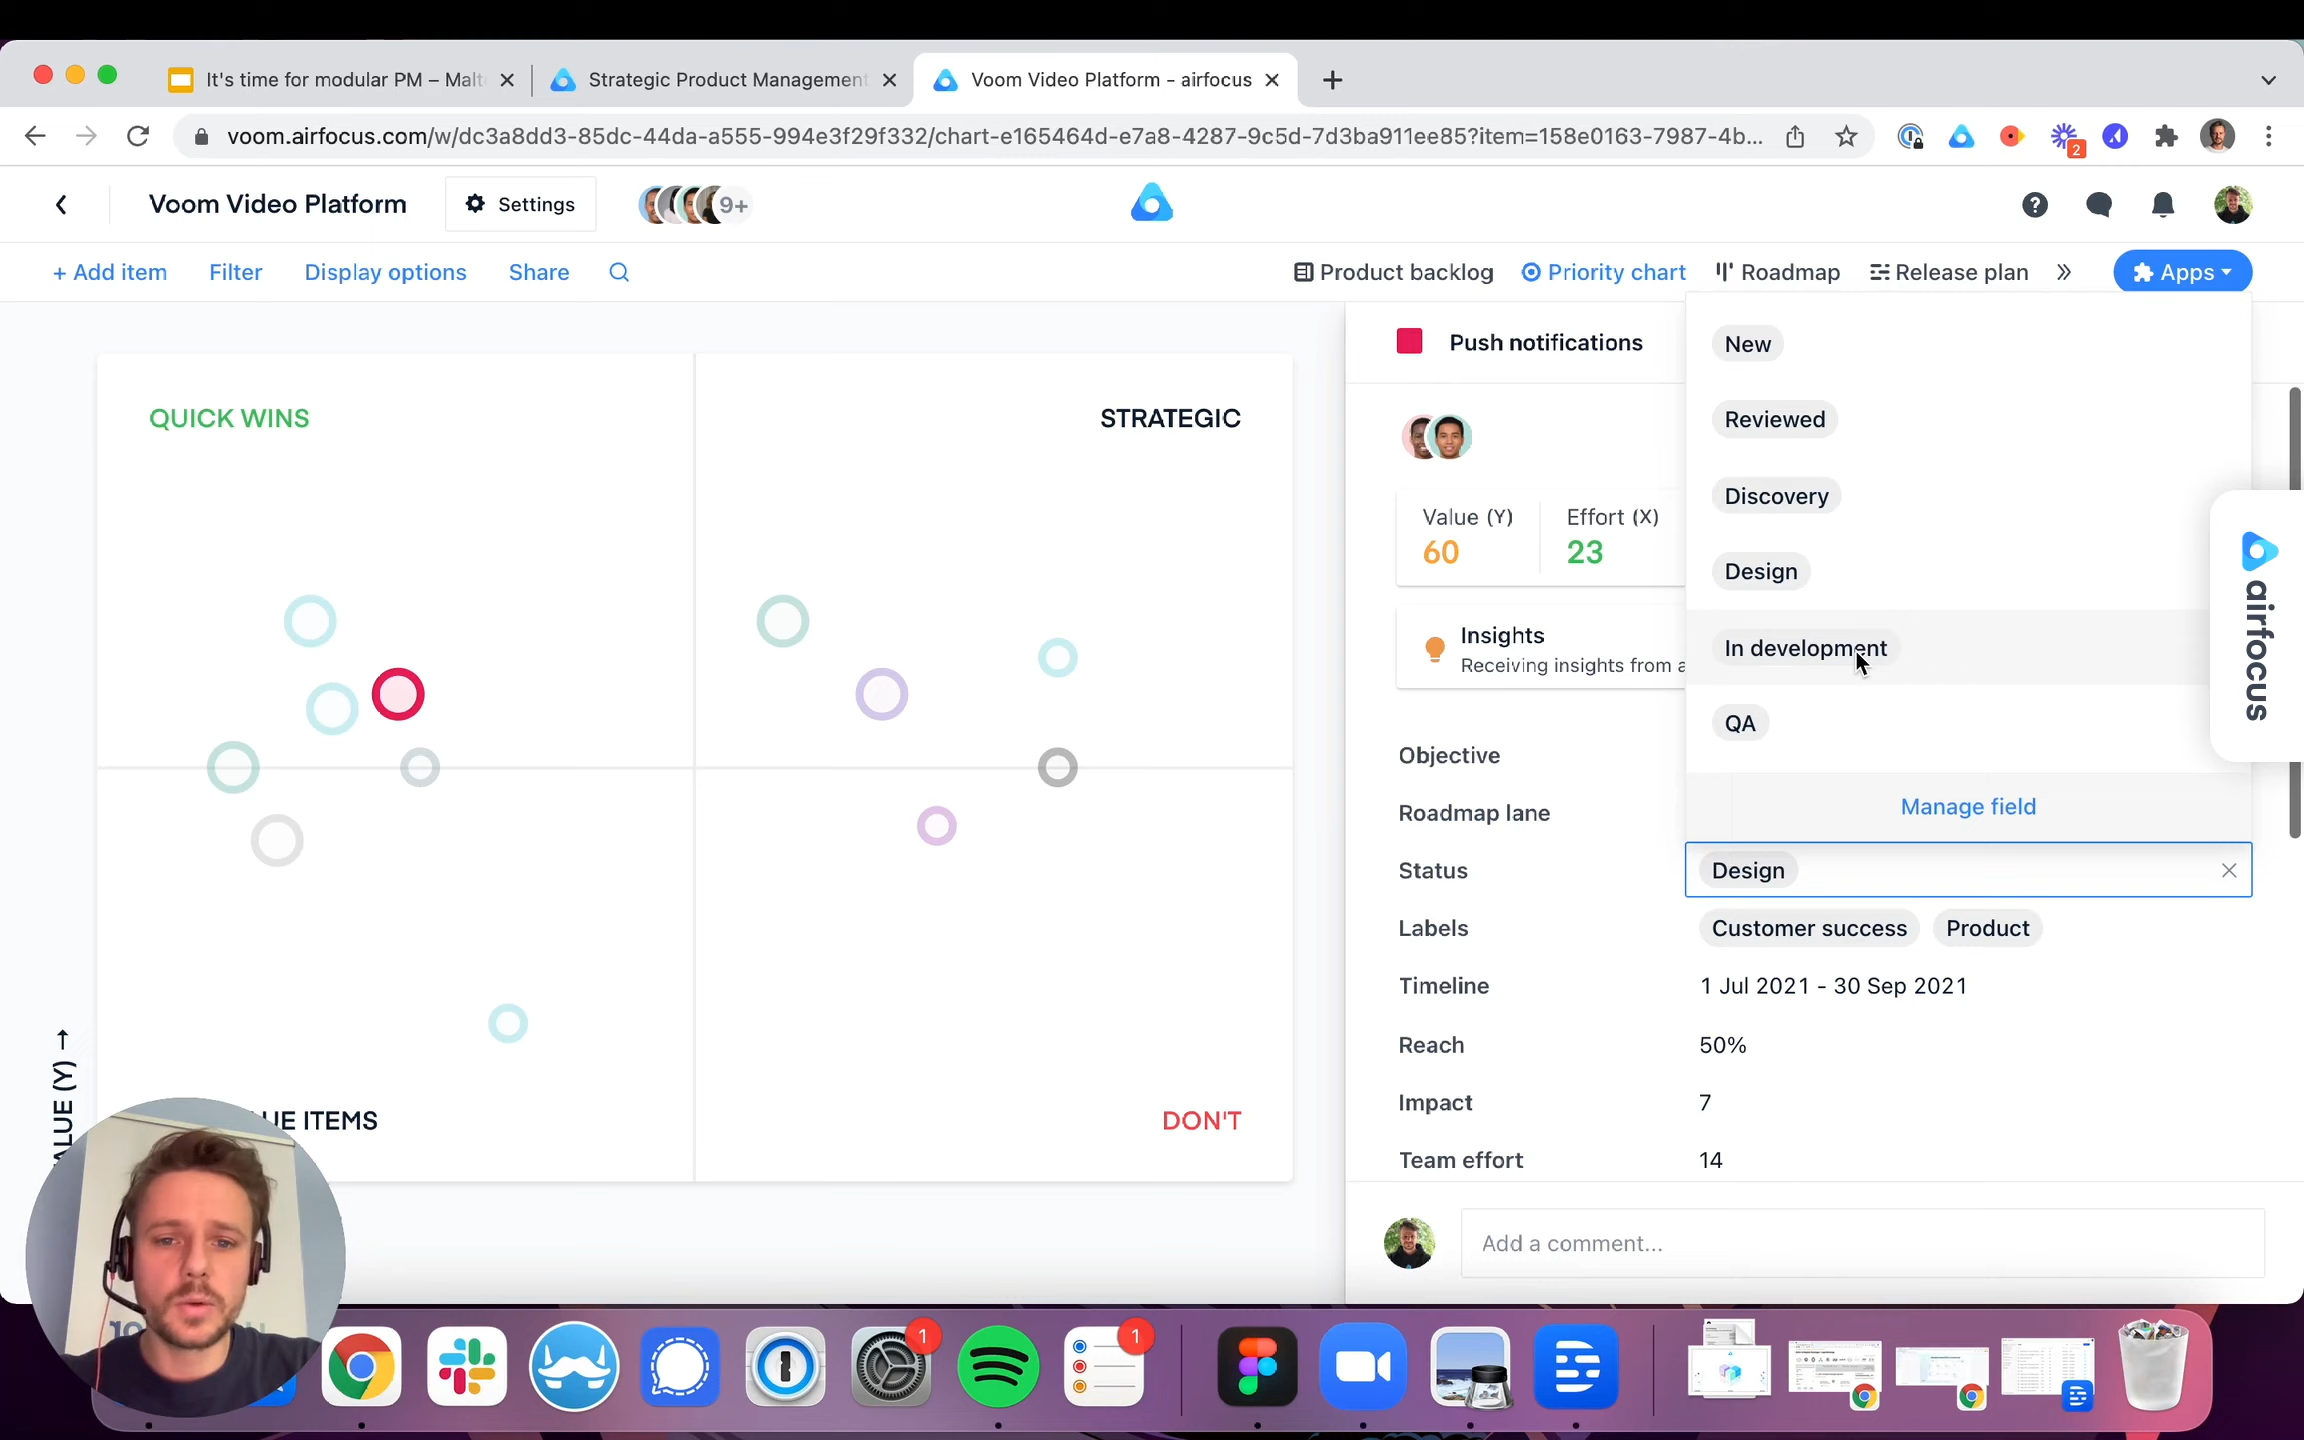 It's time for modular PM – Malt
Strategic Product Management
Voom Video Platform – airfocus
voom.airfocus.com/w/dc3a8dd3-85dc-44da-a555-994e3f29f332/chart-e165464d-e7a8-4287-9c5d-7d3ba911ee85?item=158e0163-7987-4b...
2
Voom Video Platform
Settings
9+
+ Add item
Filter
Display options
Share
Product backlog
Priority chart
Roadmap
Release plan
Apps
QUICK WINS
STRATEGIC
UE ITEMS
DON'T
ALUE (Y) →
Push notifications
Value (Y)
60
Effort (X)
23
Insights
Receiving insights from a
New
Reviewed
Discovery
Design
In development
QA
Manage field
airfocus
Objective
Roadmap lane
Status
Design
Labels
Customer success
Product
Timeline
1 Jul 2021 - 30 Sep 2021
Reach
50%
Impact
7
Team effort
14
Add a comment...
1
1